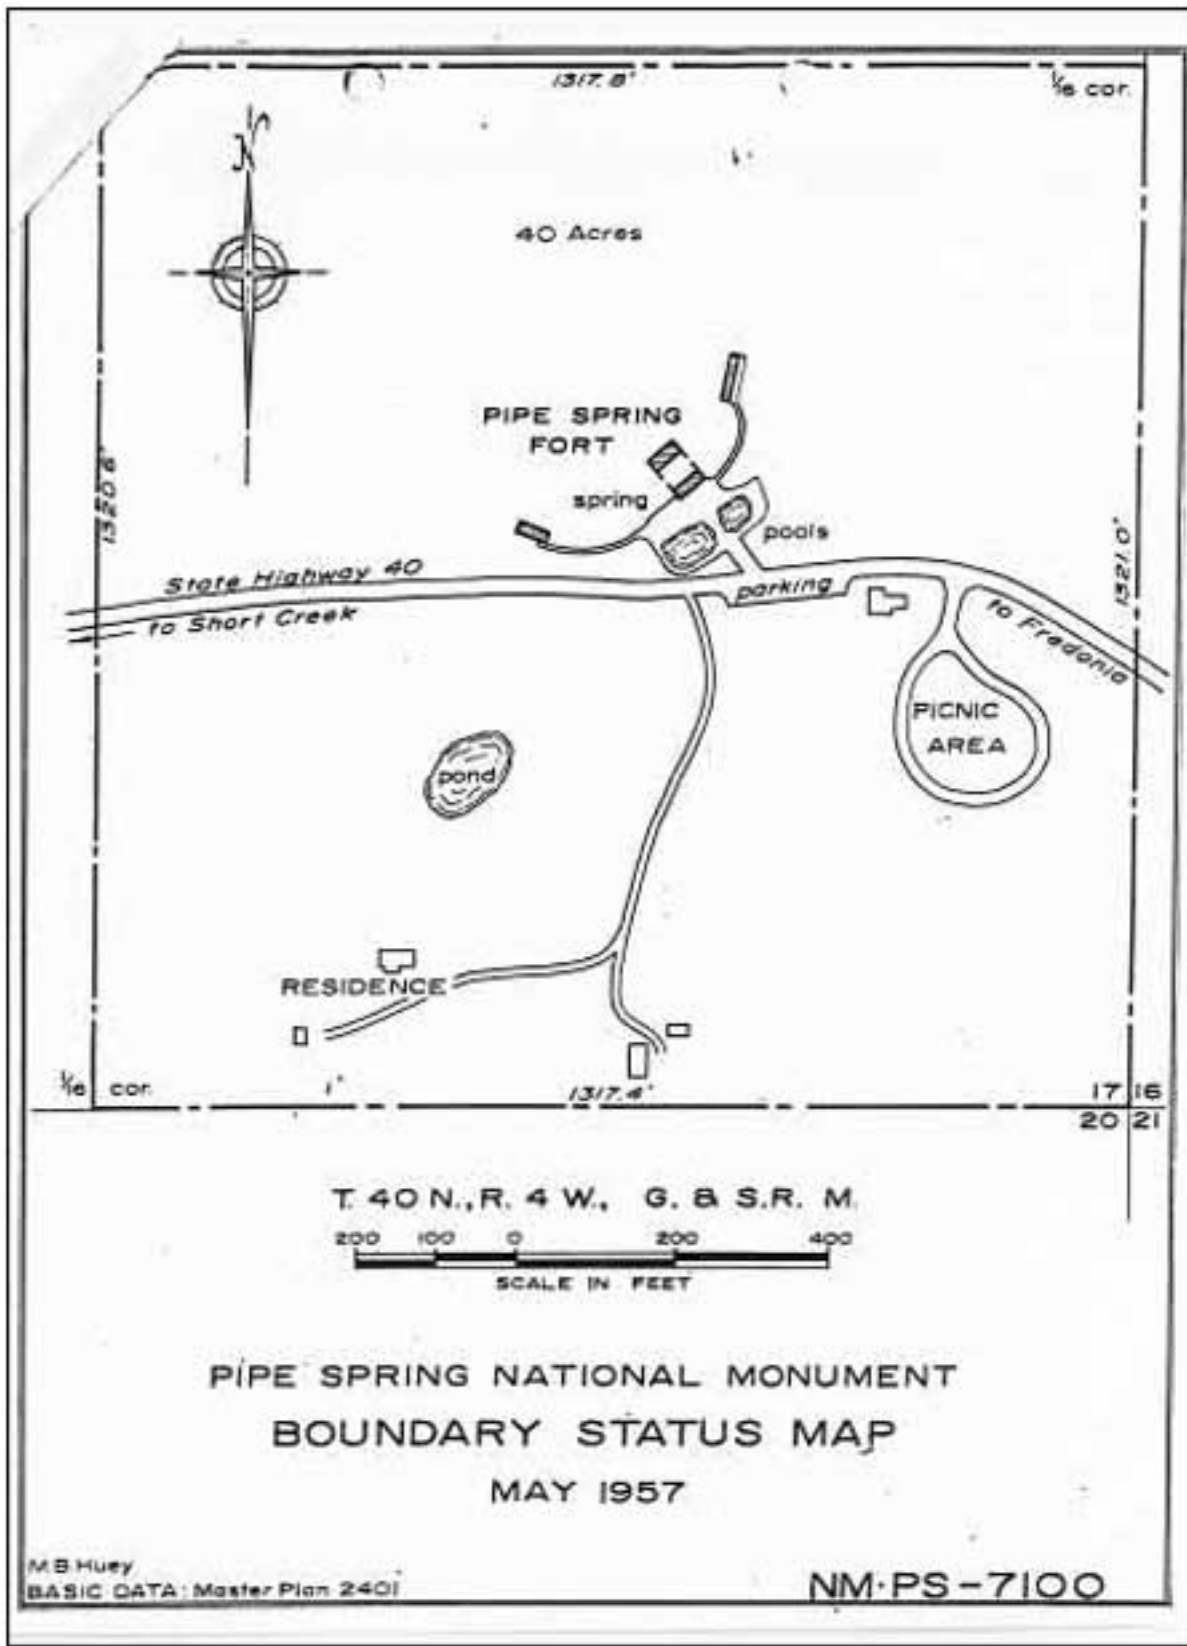 1317.8'
1/16 cor.
N
40 Acres
PIPE SPRING
FORT
spring
pools
1320.6'
1321.0'
State Highway 40
to Short Creek
parking
to Fredonia
PICNIC
AREA
pond
RESIDENCE
1/16 cor.
1"
1317.4'
17 16
20 21
T. 40 N., R. 4 W., G. & S.R. M.
200 100 0 200 400
SCALE IN FEET
PIPE SPRING NATIONAL MONUMENT
BOUNDARY STATUS MAP
MAY 1957
M.B. Huey
BASIC DATA: Master Plan 2401
NM-PS-7100